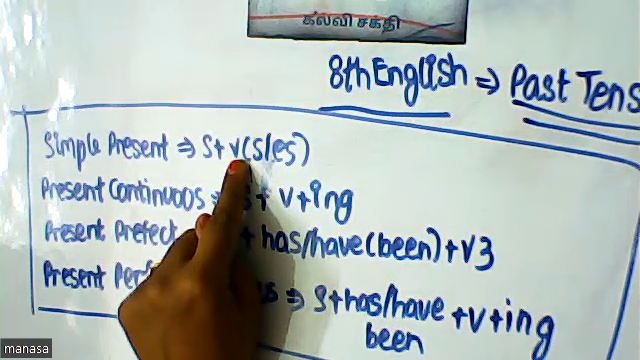 கல்வி சக்தி
8th English ⇒ Past Tens
Simple Present ⇒ S+v(s/es)
Present Continuous + v+ing
Present Prefect + has/have(been)+v3
Present ⇒ S+has/have +v+ing
been
manasa